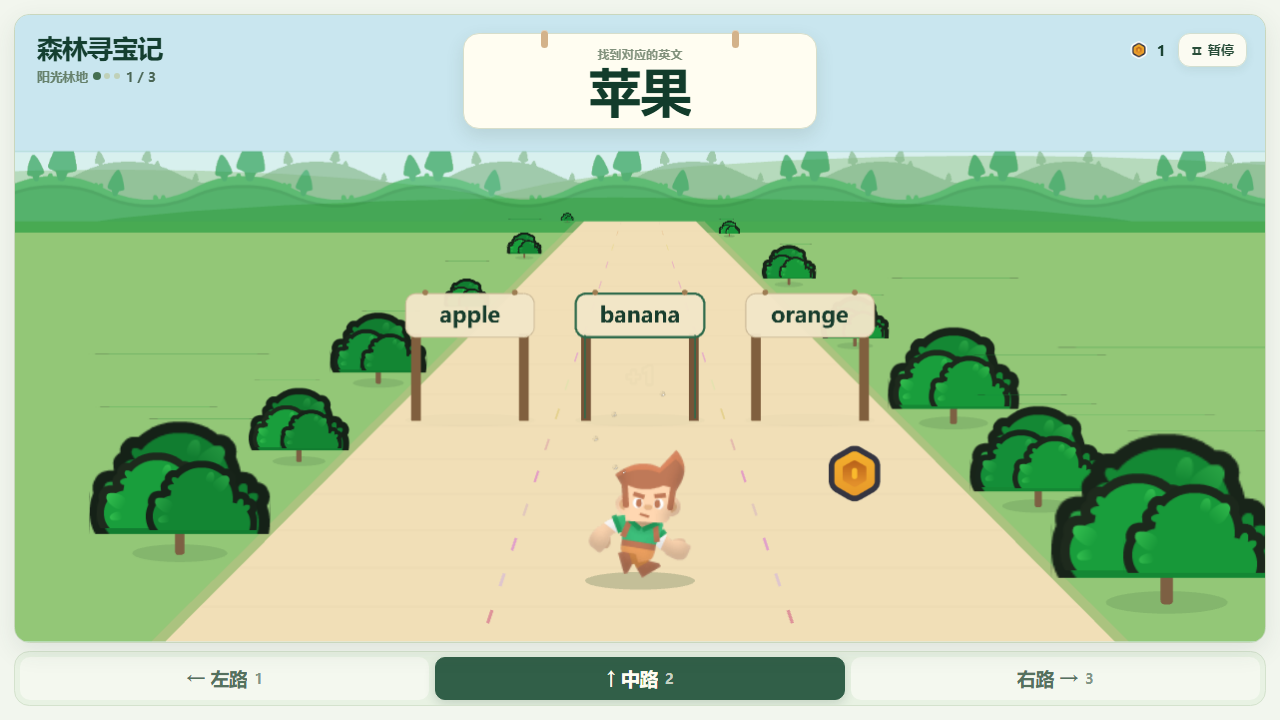 森林寻宝记
阳光林地 1 / 3
找到对应的英文
苹果
1
暂停
apple
banana
orange
← 左路 1
↑ 中路 2
右路 → 3